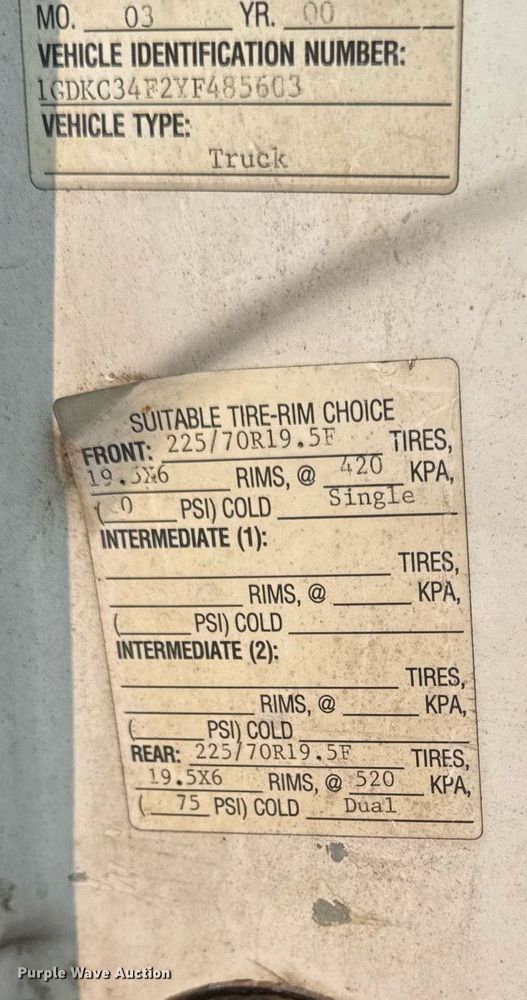 MO. 03 YR. 00
VEHICLE IDENTIFICATION NUMBER:
1GDKC34F2YF485603
VEHICLE TYPE:
Truck
SUITABLE TIRE-RIM CHOICE
FRONT: 225/70R19.5F TIRES,
19.5X6 RIMS, @ 420 KPA,
( 0 PSI) COLD Single
INTERMEDIATE (1):
TIRES,
RIMS, @ KPA,
( PSI) COLD
INTERMEDIATE (2):
TIRES,
RIMS, @ KPA,
( PSI) COLD
REAR: 225/70R19.5F TIRES,
19.5X6 RIMS, @ 520 KPA,
( 75 PSI) COLD Dual
Purple Wave Auction